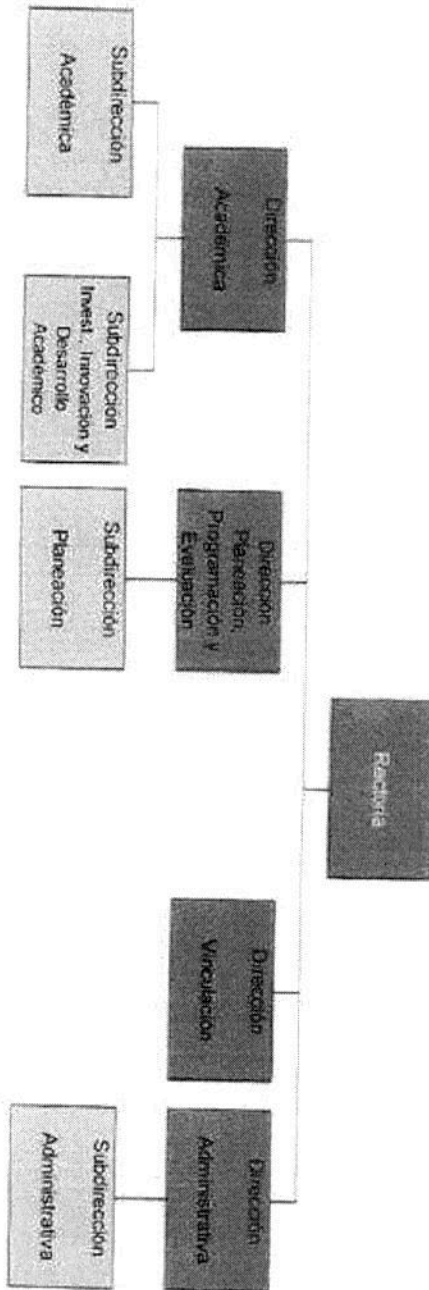 Rectoría
Dirección
Académica
Dirección
Planeación,
Programación y
Evaluación
Dirección
Vinculación
Dirección
Administrativa
Subdirección
Académica
Subdirección
Invest., Innovación y
Desarrollo
Académico
Subdirección
Planeación
Subdirección
Administrativa